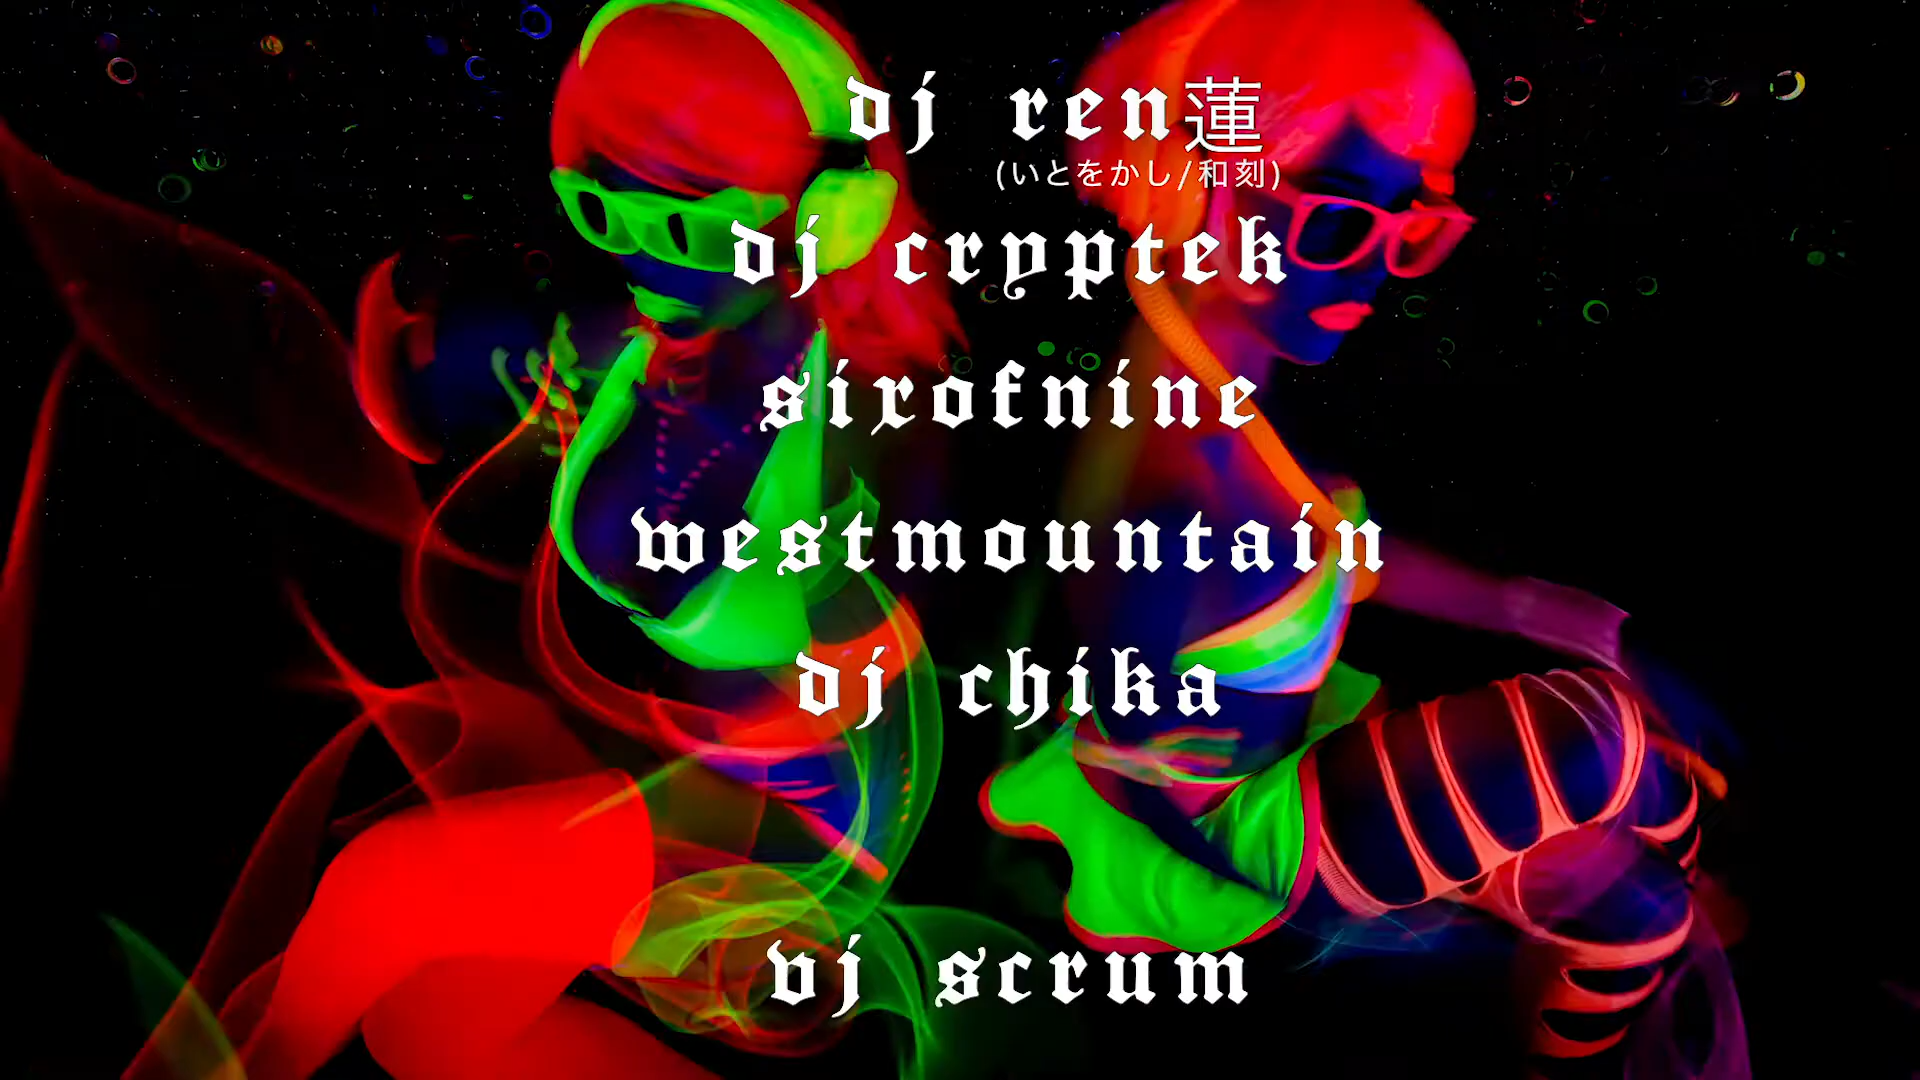 dj ren蓮
(いとをかし/和刻)
dj cryptek
sixofnine
westmountain
dj chika
vj scrum